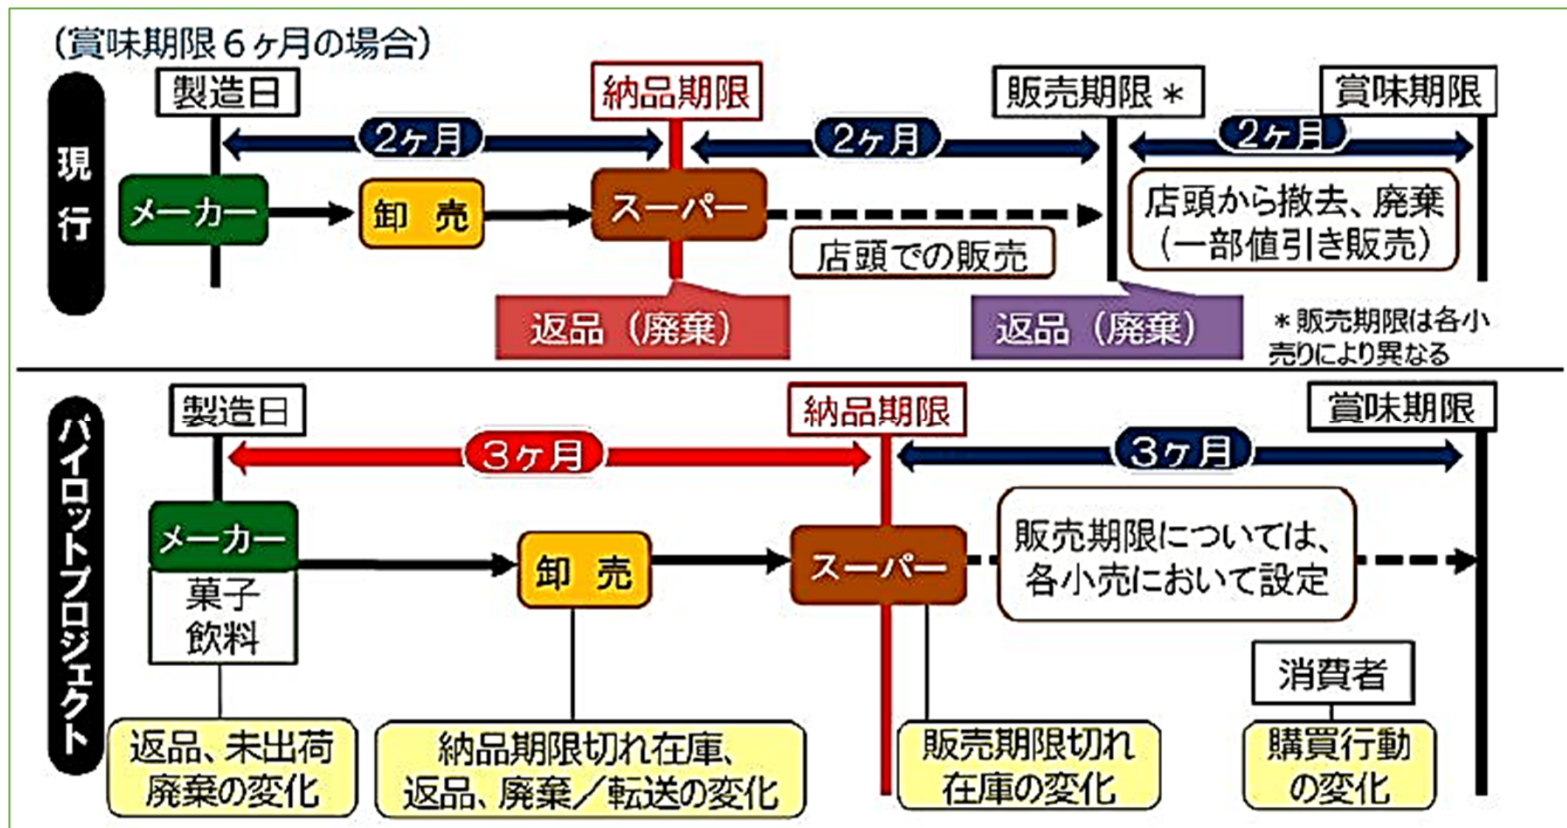 （賞味期限６ヶ月の場合）
現行
製造日
納品期限
販売期限＊
賞味期限
2ヶ月
2ヶ月
2ヶ月
メーカー
卸 売
スーパー
店頭での販売
店頭から撤去、廃棄
（一部値引き販売）
返品（廃棄）
返品（廃棄）
＊販売期限は各小
売りにより異なる
パイロットプロジェクト
製造日
納品期限
賞味期限
3ヶ月
3ヶ月
メーカー
菓子
飲料
卸 売
スーパー
販売期限については、
各小売において設定
消費者
返品、未出荷
廃棄の変化
納品期限切れ在庫、
返品、廃棄／転送の変化
販売期限切れ
在庫の変化
購買行動
の変化